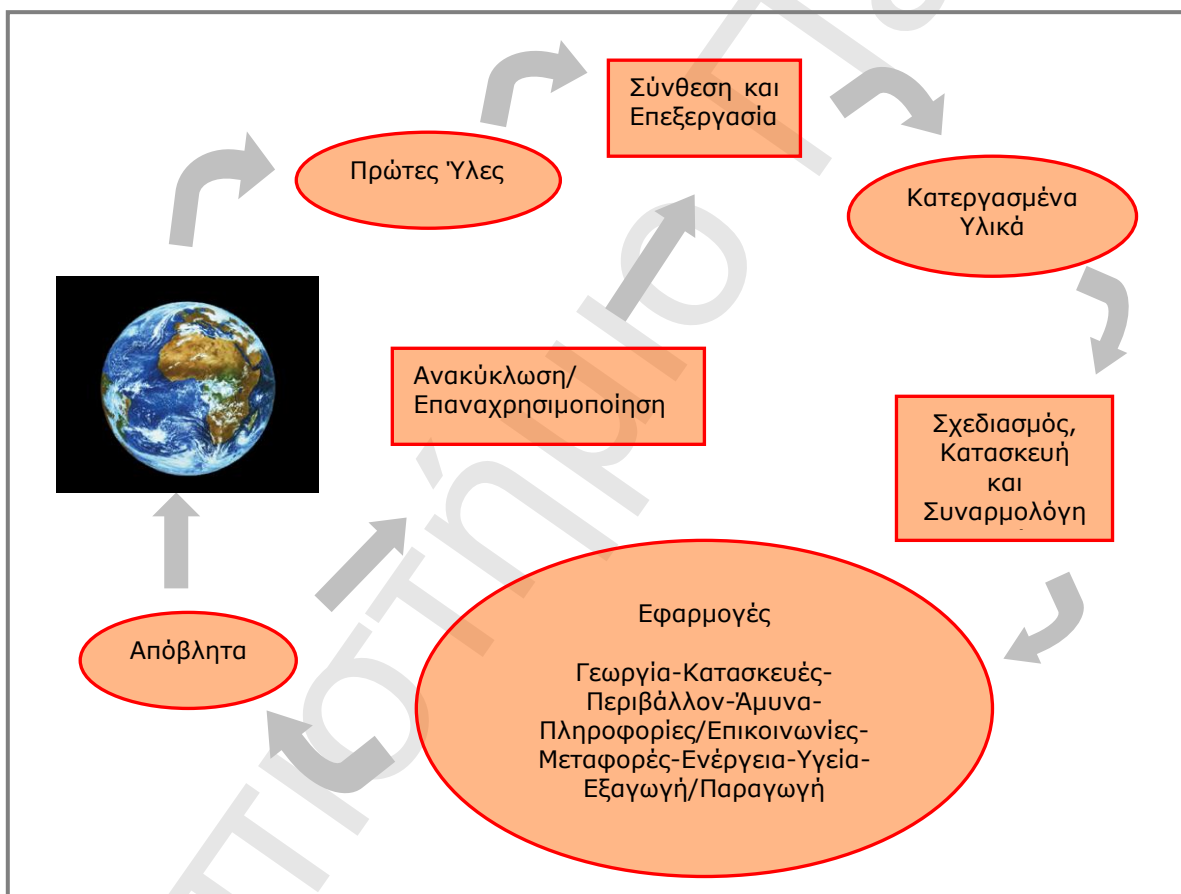 Σύνθεση και
Επεξεργασία
Πρώτες Ύλες
Κατεργασμένα
Υλικά
Ανακύκλωση/
Επαναχρησιμοποίηση
Σχεδιασμός,
Κατασκευή
και
Συναρμολόγη
Εφαρμογές
Γεωργία-Κατασκευές-
Περιβάλλον-Άμυνα-
Πληροφορίες/Επικοινωνίες-
Μεταφορές-Ενέργεια-Υγεία-
Εξαγωγή/Παραγωγή
Απόβλητα